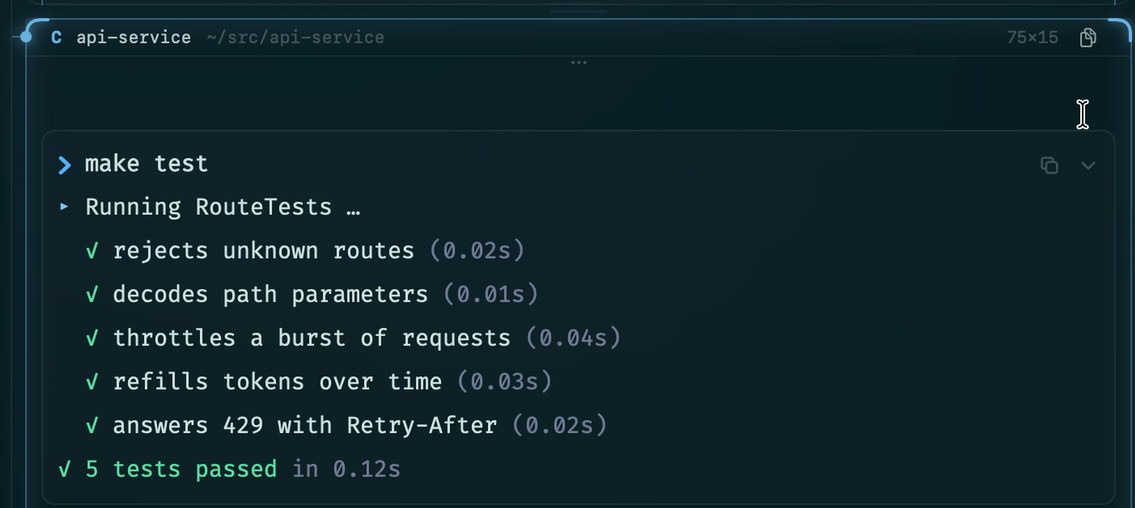 C api-service ~/src/api-service 75×15
…
❯ make test
▸ Running RouteTests …
√ rejects unknown routes (0.02s)
√ decodes path parameters (0.01s)
√ throttles a burst of requests (0.04s)
√ refills tokens over time (0.03s)
√ answers 429 with Retry-After (0.02s)
√ 5 tests passed in 0.12s